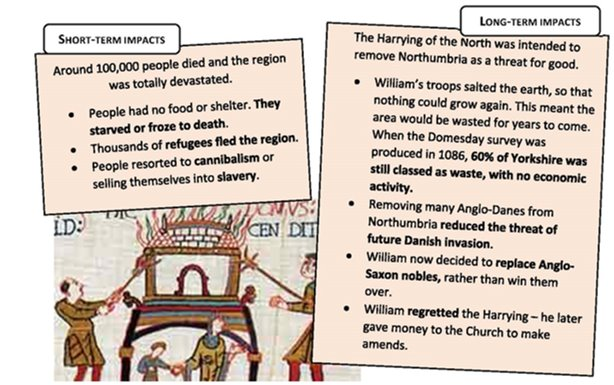 SHORT-TERM IMPACTS
Around 100,000 people died and the region
was totally devastated.
• People had no food or shelter. They
starved or froze to death.
• Thousands of refugees fled the region.
• People resorted to cannibalism or
selling themselves into slavery.
LONG-TERM IMPACTS
The Harrying of the North was intended to
remove Northumbria as a threat for good.
• William's troops salted the earth, so that
nothing could grow again. This meant the
area would be wasted for years to come.
When the Domesday survey was
produced in 1086, 60% of Yorkshire was
still classed as waste, with no economic
activity.
• Removing many Anglo-Danes from
Northumbria reduced the threat of
future Danish invasion.
• William now decided to replace Anglo-
Saxon nobles, rather than win them
over.
• William regretted the Harrying – he later
gave money to the Church to make
amends.
CEN DIT